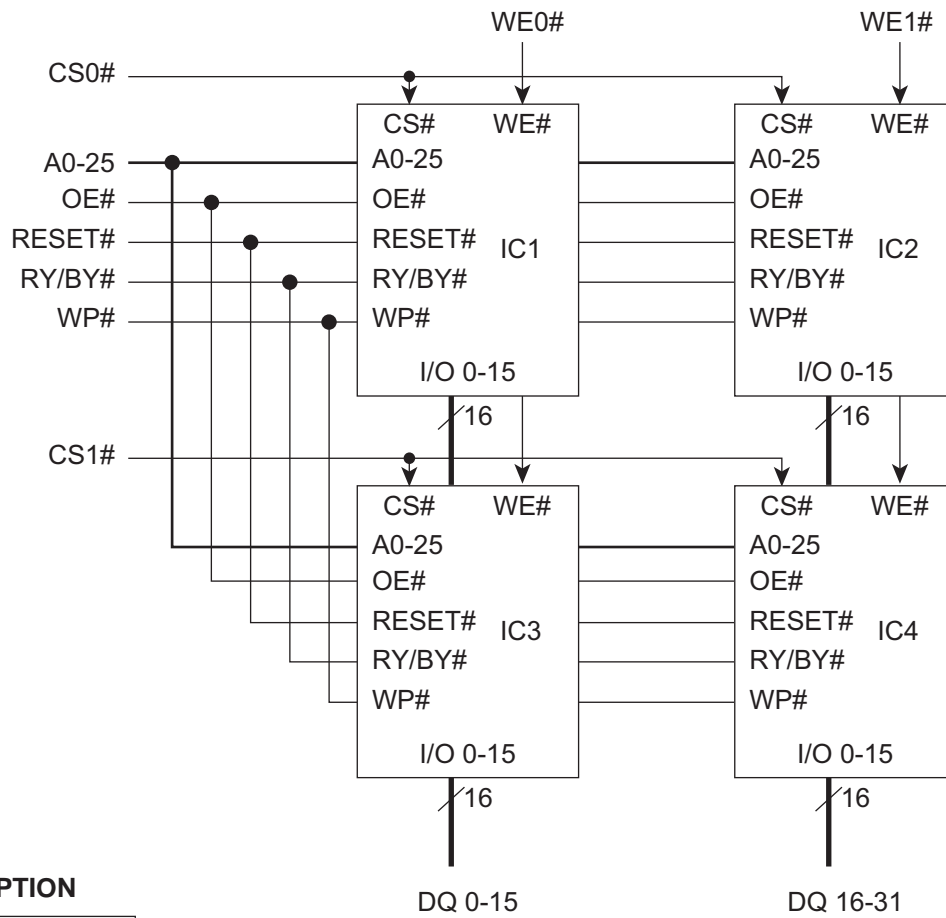 WE0# WE1#
CS0#
CS# WE# CS# WE#
A0-25 A0-25 A0-25
OE# OE# OE#
RESET# RESET# RESET#
IC1 IC2
RY/BY# RY/BY# RY/BY#
WP# WP# WP#
I/O 0-15 I/O 0-15
16 16
CS1#
CS# WE# CS# WE#
A0-25 A0-25
OE# OE#
RESET# RESET#
IC3 IC4
RY/BY# RY/BY#
WP# WP#
I/O 0-15 I/O 0-15
16 16
PTION
DQ 0-15 DQ 16-31